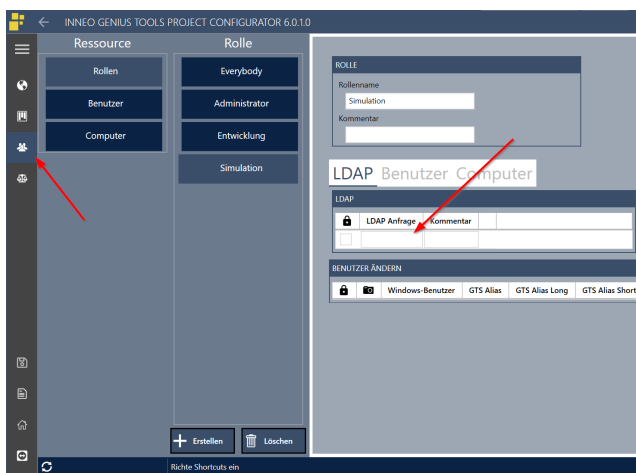 INNEO GENIUS TOOLS PROJECT CONFIGURATOR 6.0.1.0
Ressource
Rollen
Benutzer
Computer
Rolle
Everybody
Administrator
Entwicklung
Simulation
Erstellen
Löschen
ROLLE
Rollenname
Simulation
Kommentar
LDAP Benutzer Computer
LDAP
LDAP Anfrage Kommentar
BENUTZER ÄNDERN
Windows-Benutzer GTS Alias GTS Alias Long GTS Alias Short
Richte Shortcuts ein